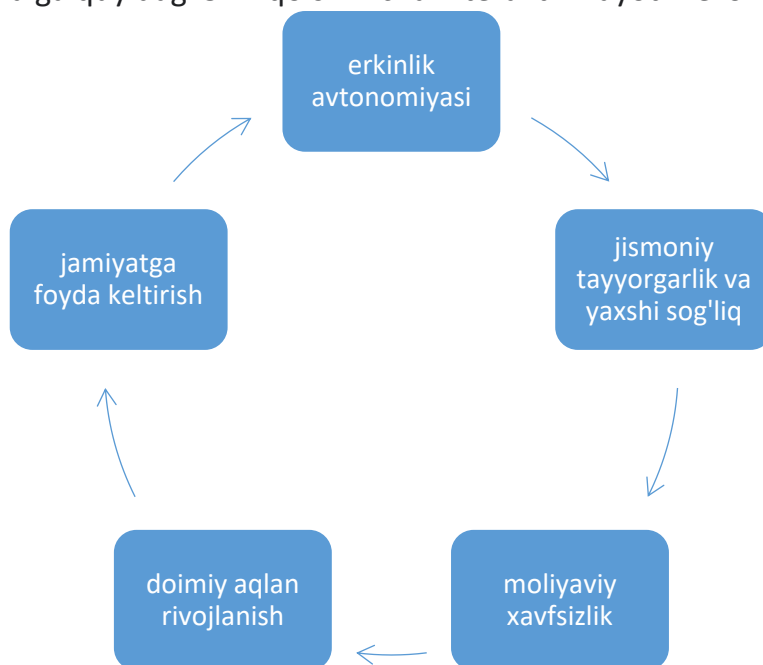 erkinlik
avtonomiyasi
jismoniy
tayyorgarlik va
yaxshi sog'liq
moliyaviy
xavfsizlik
doimiy aqlan
rivojlanish
jamiyatga
foyda keltirish